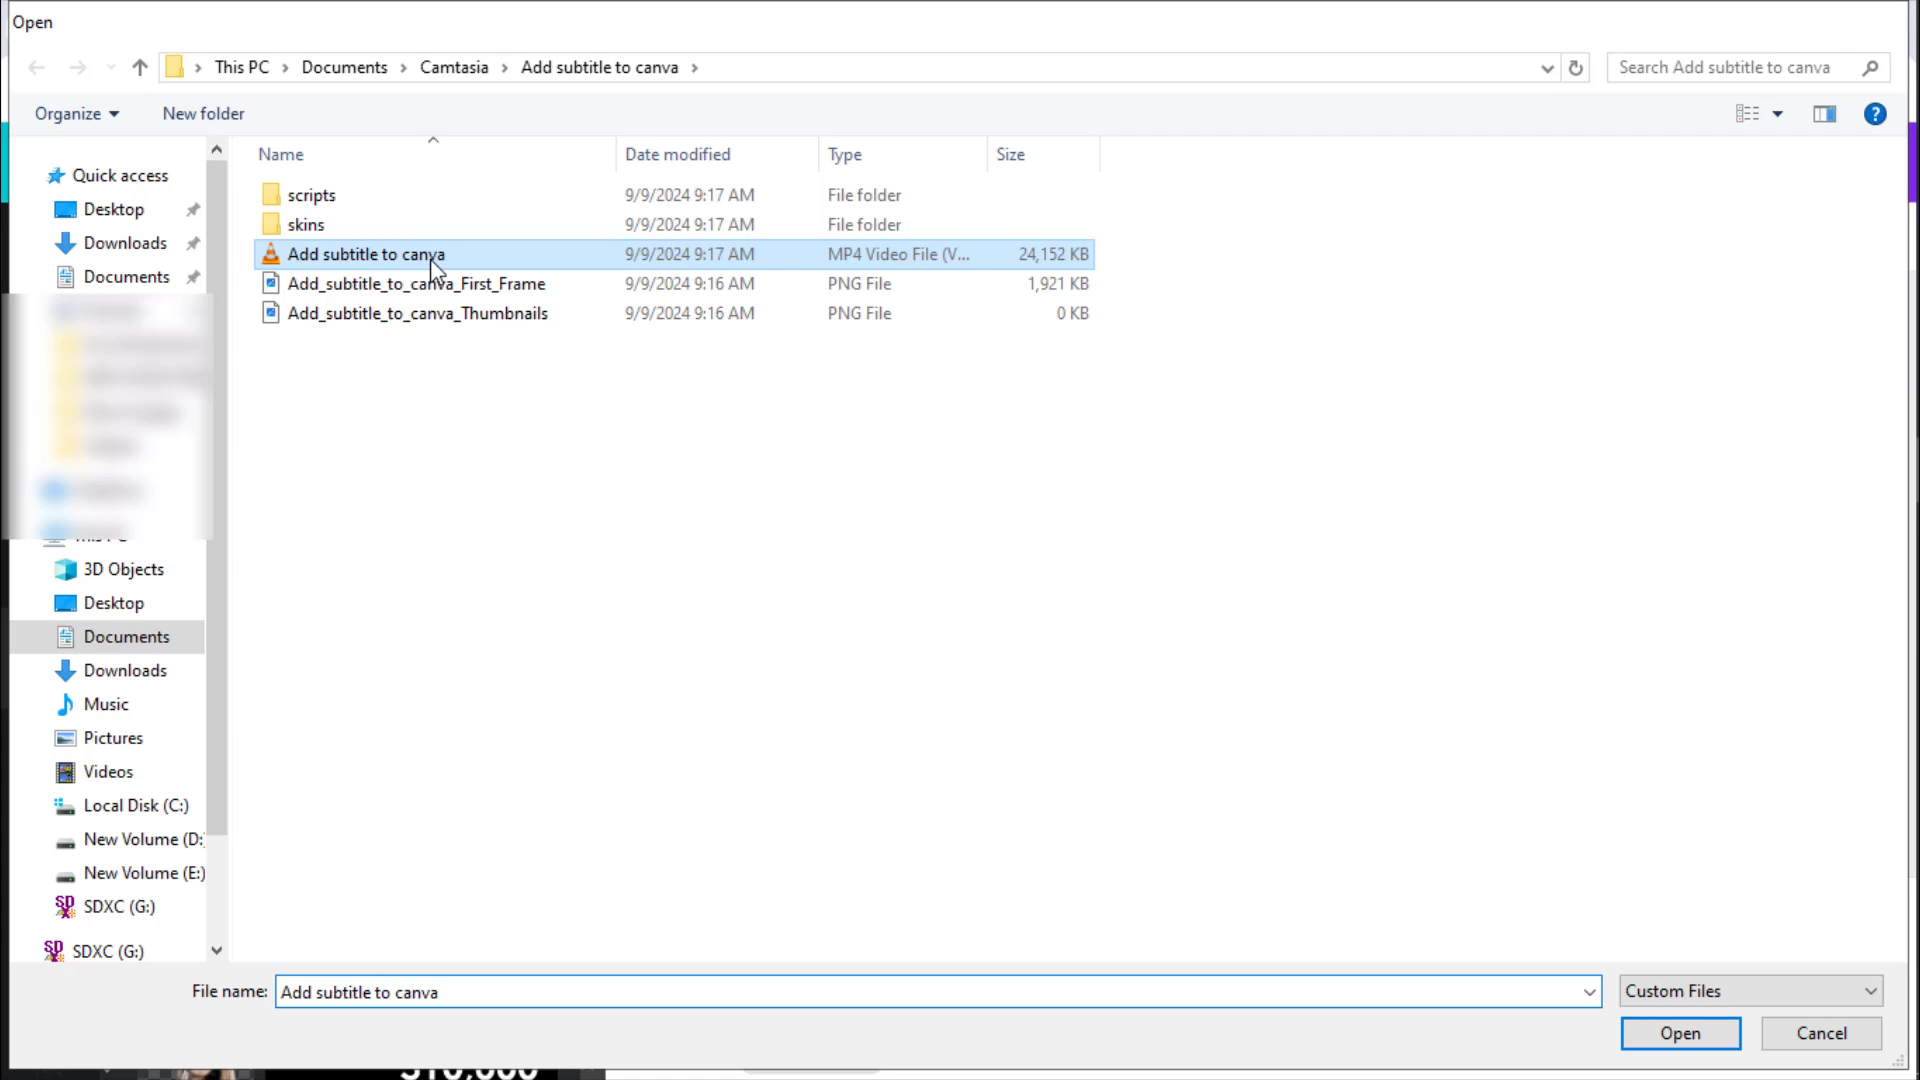 Open
This PC > Documents > Camtasia > Add subtitle to canva >
Search Add subtitle to canva
Organize
New folder
?
Name Date modified Type Size
scripts 9/9/2024 9:17 AM File folder
skins 9/9/2024 9:17 AM File folder
Add subtitle to canva 9/9/2024 9:17 AM MP4 Video File (V... 24,152 KB
Add_subtitle_to_canva_First_Frame 9/9/2024 9:16 AM PNG File 1,921 KB
Add_subtitle_to_canva_Thumbnails 9/9/2024 9:16 AM PNG File 0 KB
Quick access
Desktop
Downloads
Documents
This PC
3D Objects
Desktop
Documents
Downloads
Music
Pictures
Videos
Local Disk (C:)
New Volume (D:
New Volume (E:)
SDXC (G:)
SDXC (G:)
File name: Add subtitle to canva
Custom Files
Open
Cancel